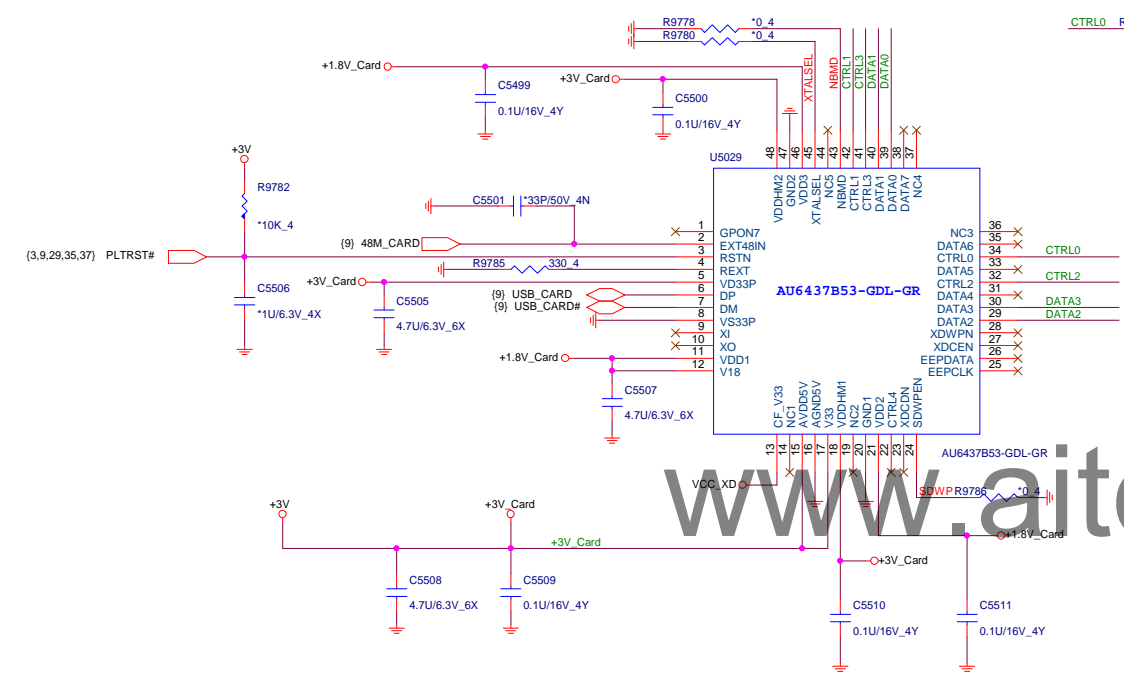 CTRL0 R
R9778 *0_4
R9780 *0_4
+1.8V_Card
+3V_Card
C5499
0.1U/16V_4Y
C5500
0.1U/16V_4Y
XTALSEL
NBMD
CTRL1
CTRL3
DATA1
DATA0
U5029
48 47 46 45 44 43 42 41 40 39 38 37
VDDHM2
GND2
VDD3
XTALSEL
NC5
NBMD
CTRL1
CTRL3
DATA1
DATA0
DATA7
NC4
+3V
R9782
*10K_4
C5501 *33P/50V_4N
{9} 48M_CARD
{3,9,29,35,37} PLTRST#
R9785 330_4
+3V_Card
C5506
*1U/6.3V_4X
C5505
4.7U/6.3V_6X
{9} USB_CARD
{9} USB_CARD#
+1.8V_Card
C5507
4.7U/6.3V_6X
1 GPON7
2 EXT48IN
3 RSTN
4 REXT
5 VD33P
6 DP
7 DM
8 VS33P
9 XI
10 XO
11 VDD1
12 V18
AU6437B53-GDL-GR
NC3 36
DATA6 35
CTRL0 34 CTRL0
DATA5 33
CTRL2 32 CTRL2
DATA4 31
DATA3 30 DATA3
DATA2 29 DATA2
XDWPN 28
XDCEN 27
EEPDATA 26
EEPCLK 25
CF_V33
NC1
AVDD5V
AGND5V
V33
VDDHM1
NC2
GND1
VDD2
CTRL4
XDCDN
SDWPEN
13 14 15 16 17 18 19 20 21 22 23 24
AU6437B53-GDL-GR
VCC_XD
SDWP R9786 *0_4
www.ait
+3V
+3V_Card
+3V_Card
+1.8V_Card
+3V_Card
C5508
4.7U/6.3V_6X
C5509
0.1U/16V_4Y
C5510
0.1U/16V_4Y
C5511
0.1U/16V_4Y